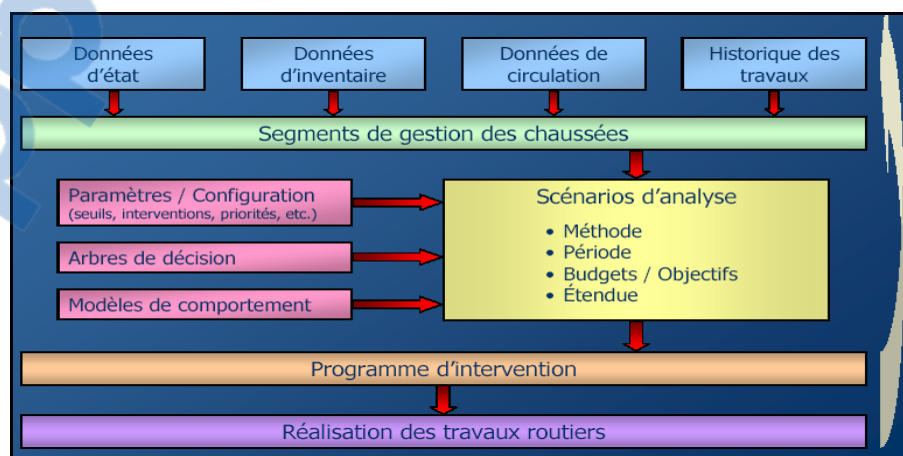 Données
d'état
Données
d'inventaire
Données de
circulation
Historique des
travaux
Segments de gestion des chaussées
Paramètres / Configuration
(seuils, interventions, priorités, etc.)
Arbres de décision
Modèles de comportement
Scénarios d'analyse
• Méthode
• Période
• Budgets / Objectifs
• Étendue
Programme d'intervention
Réalisation des travaux routiers